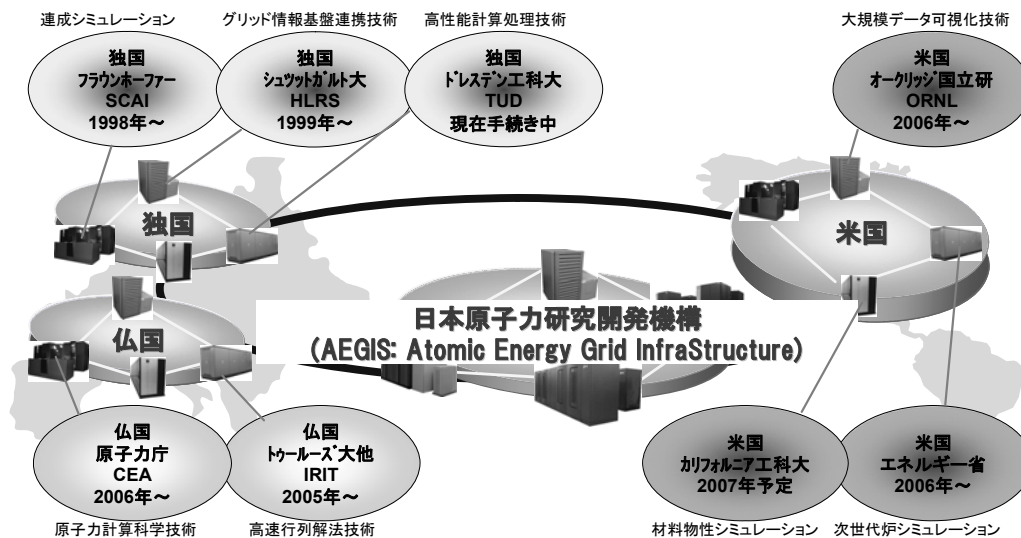 連成シミュレーション
グリッド情報基盤連携技術
高性能計算処理技術
大規模データ可視化技術
独国
フラウンホーファー
SCAI
1998年～
独国
シュツットガルト大
HLRS
1999年～
独国
ドレスデン工科大
TUD
現在手続き中
米国
オークリッジ国立研
ORNL
2006年～
独国
米国
仏国
日本原子力研究開発機構
(AEGIS: Atomic Energy Grid InfraStructure)
仏国
原子力庁
CEA
2006年～
仏国
トゥールーズ大他
IRIT
2005年～
米国
カリフォルニア工科大
2007年予定
米国
エネルギー省
2006年～
原子力計算科学技術
高速行列解法技術
材料物性シミュレーション
次世代炉シミュレーション